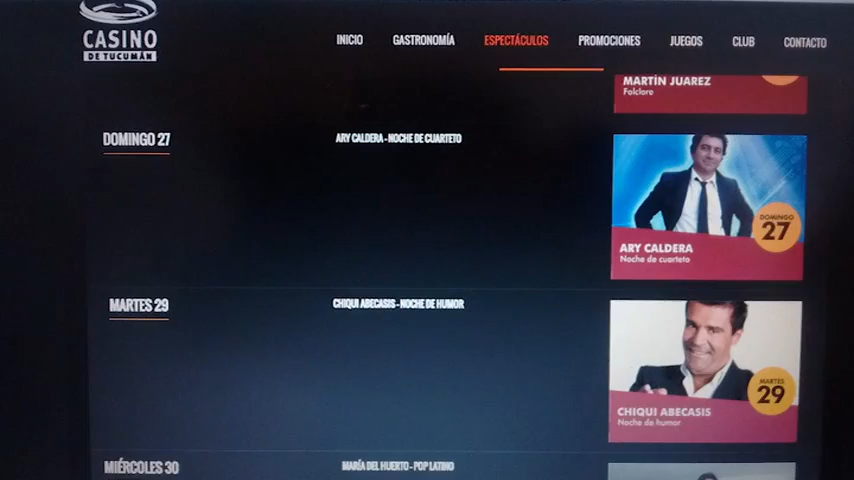 CASINO
DE TUCUMÁN
INICIO
GASTRONOMÍA
ESPECTÁCULOS
PROMOCIONES
JUEGOS
CLUB
CONTACTO
MARTÍN JUAREZ
Folclore
DOMINGO 27
ARY CALDERA - NOCHE DE CUARTETO
DOMINGO
27
ARY CALDERA
Noche de cuarteto
MARTES 29
CHIQUI ABECASIS - NOCHE DE HUMOR
MARTES
29
CHIQUI ABECASIS
Noche de humor
MIÉRCOLES 30
MARÍA DEL HUERTO - POP LATINO